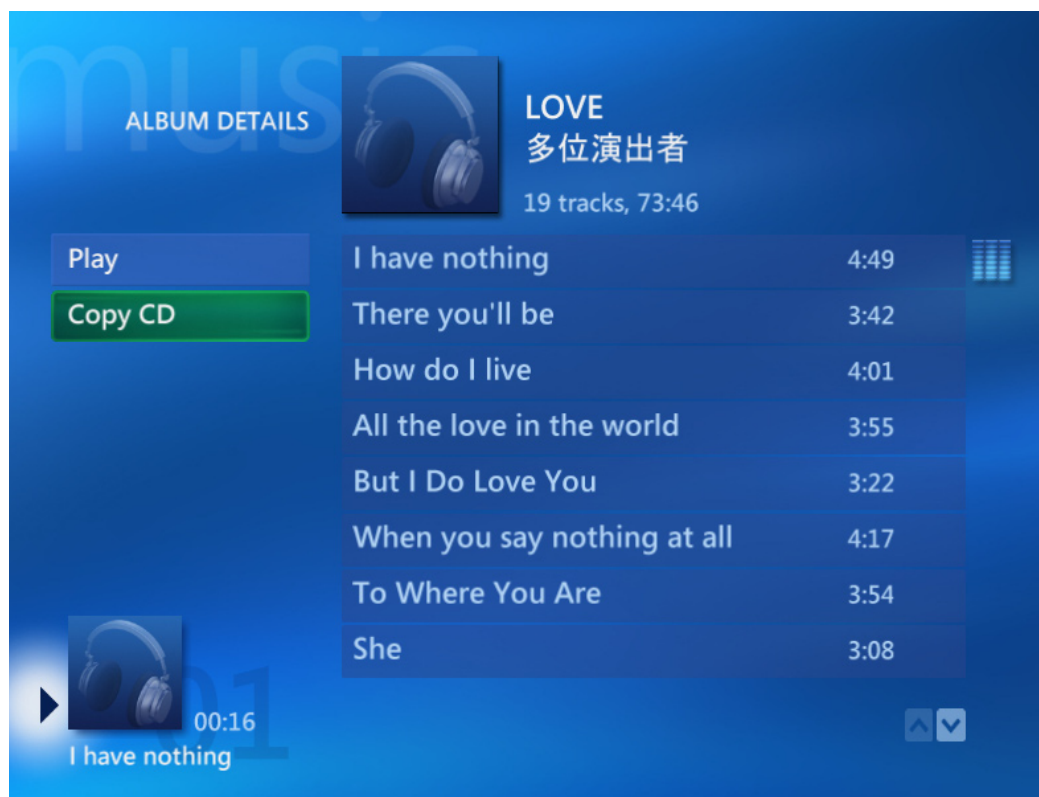 music
ALBUM DETAILS
LOVE
多位演出者
19 tracks, 73:46
Play
Copy CD
I have nothing 4:49
There you'll be 3:42
How do I live 4:01
All the love in the world 3:55
But I Do Love You 3:22
When you say nothing at all 4:17
To Where You Are 3:54
She 3:08
01
00:16
I have nothing